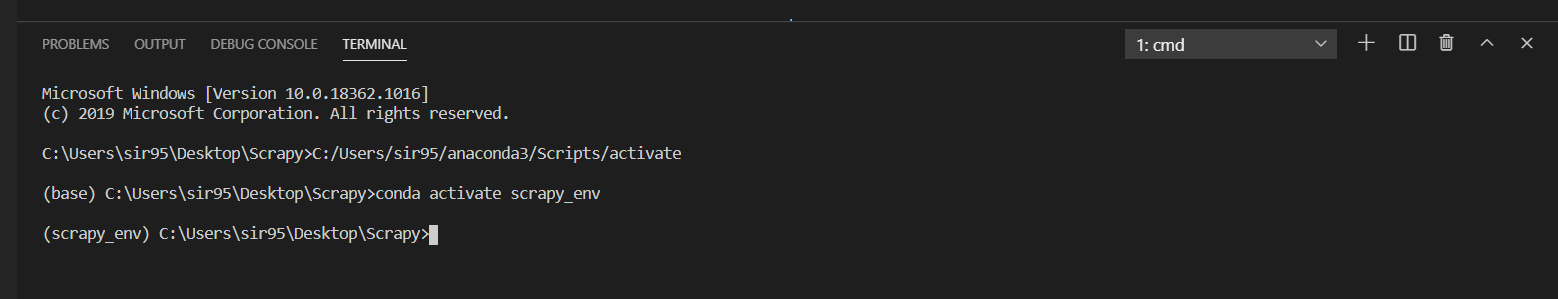 PROBLEMS OUTPUT DEBUG CONSOLE TERMINAL 1: cmd
Microsoft Windows [Version 10.0.18362.1016]
(c) 2019 Microsoft Corporation. All rights reserved.
C:\Users\sir95\Desktop\Scrapy>C:/Users/sir95/anaconda3/Scripts/activate
(base) C:\Users\sir95\Desktop\Scrapy>conda activate scrapy_env
(scrapy_env) C:\Users\sir95\Desktop\Scrapy>